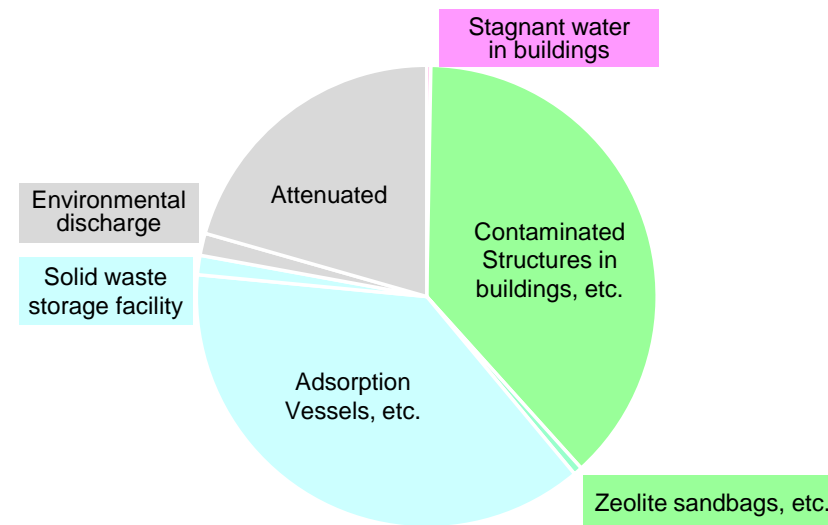 Stagnant water
in buildings
Attenuated
Environmental
discharge
Contaminated
Structures in
buildings, etc.
Solid waste
storage facility
Adsorption
Vessels, etc.
Zeolite sandbags, etc.